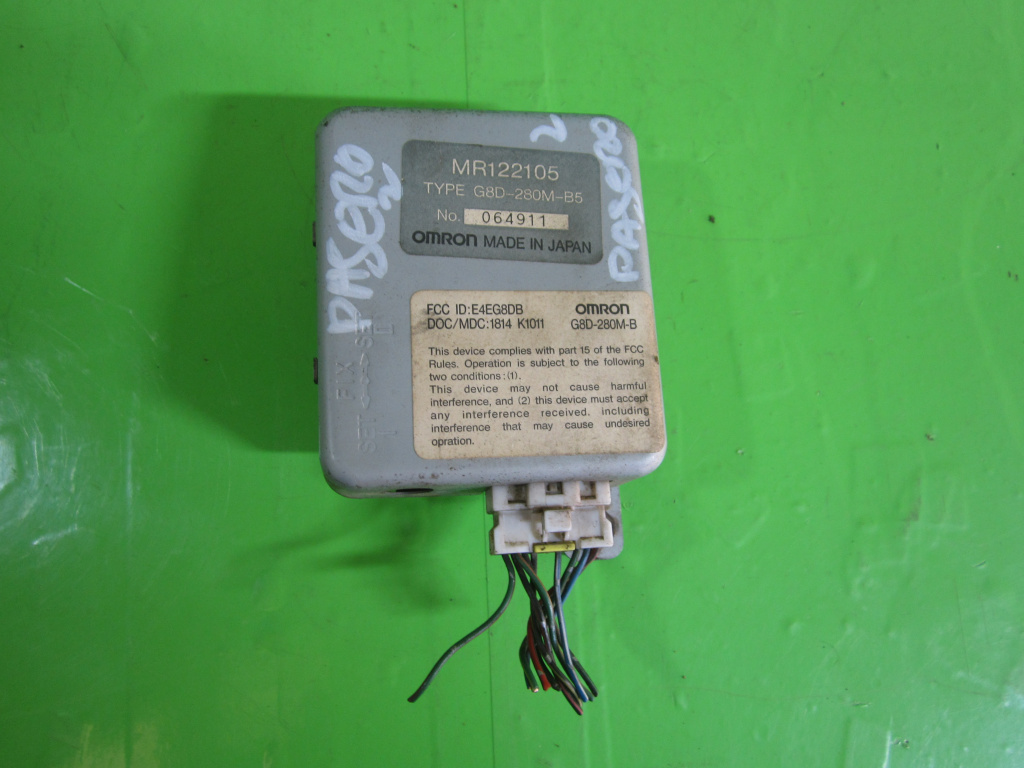 PAJERO
2
2
PAJERO
MR122105
TYPE G8D-280M-B5
No. 064911
OMRON MADE IN JAPAN
FCC ID:E4EG8DB OMRON
DOC/MDC:1814 K1011 G8D-280M-B
This device complies with part 15 of the FCC
Rules. Operation is subject to the following
two conditions:(1).
This device may not cause harmful
interference, and (2) this device must accept
any interference received, including
interference that may cause undesired
opration.
FIX
SET
SET